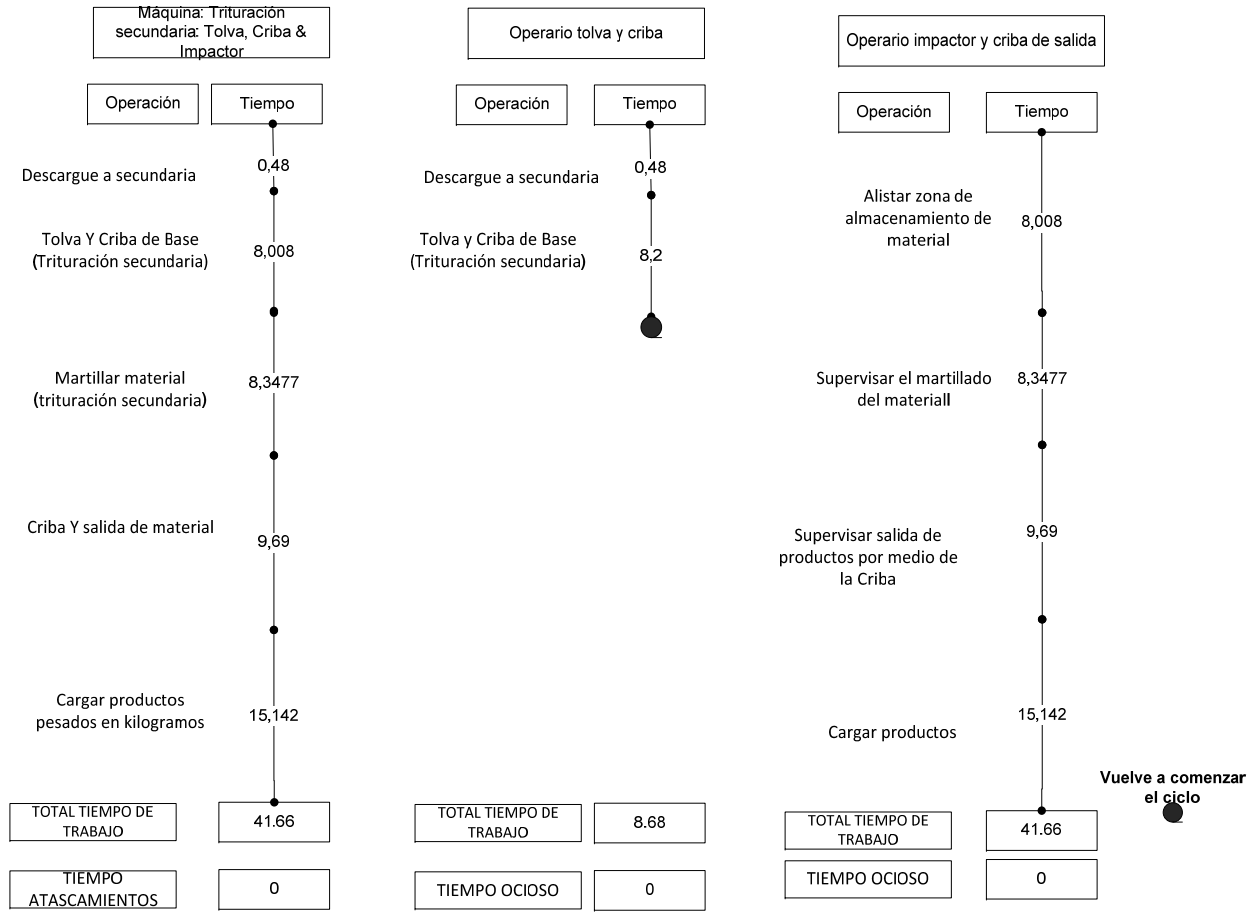 Máquina: Trituración
secundaria: Tolva, Criba &
Impactor
Operación
Tiempo
0,48
Descargue a secundaria
Tolva Y Criba de Base
(Trituración secundaria)
8,008
Martillar material
(trituración secundaria)
8,3477
Criba Y salida de material
9,69
Cargar productos
pesados en kilogramos
15,142
TOTAL TIEMPO DE
TRABAJO
41.66
TIEMPO
ATASCAMIENTOS
0
Operario tolva y criba
Operación
Tiempo
0,48
Descargue a secundaria
Tolva y Criba de Base
(Trituración secundaria)
8,2
TOTAL TIEMPO DE
TRABAJO
8.68
TIEMPO OCIOSO
0
Operario impactor y criba de salida
Operación
Tiempo
Alistar zona de
almacenamiento de
material
8,008
Supervisar el martillado
del materiall
8,3477
Supervisar salida de
productos por medio de
la Criba
9,69
Cargar productos
15,142
Vuelve a comenzar
el ciclo
TOTAL TIEMPO DE
TRABAJO
41.66
TIEMPO OCIOSO
0